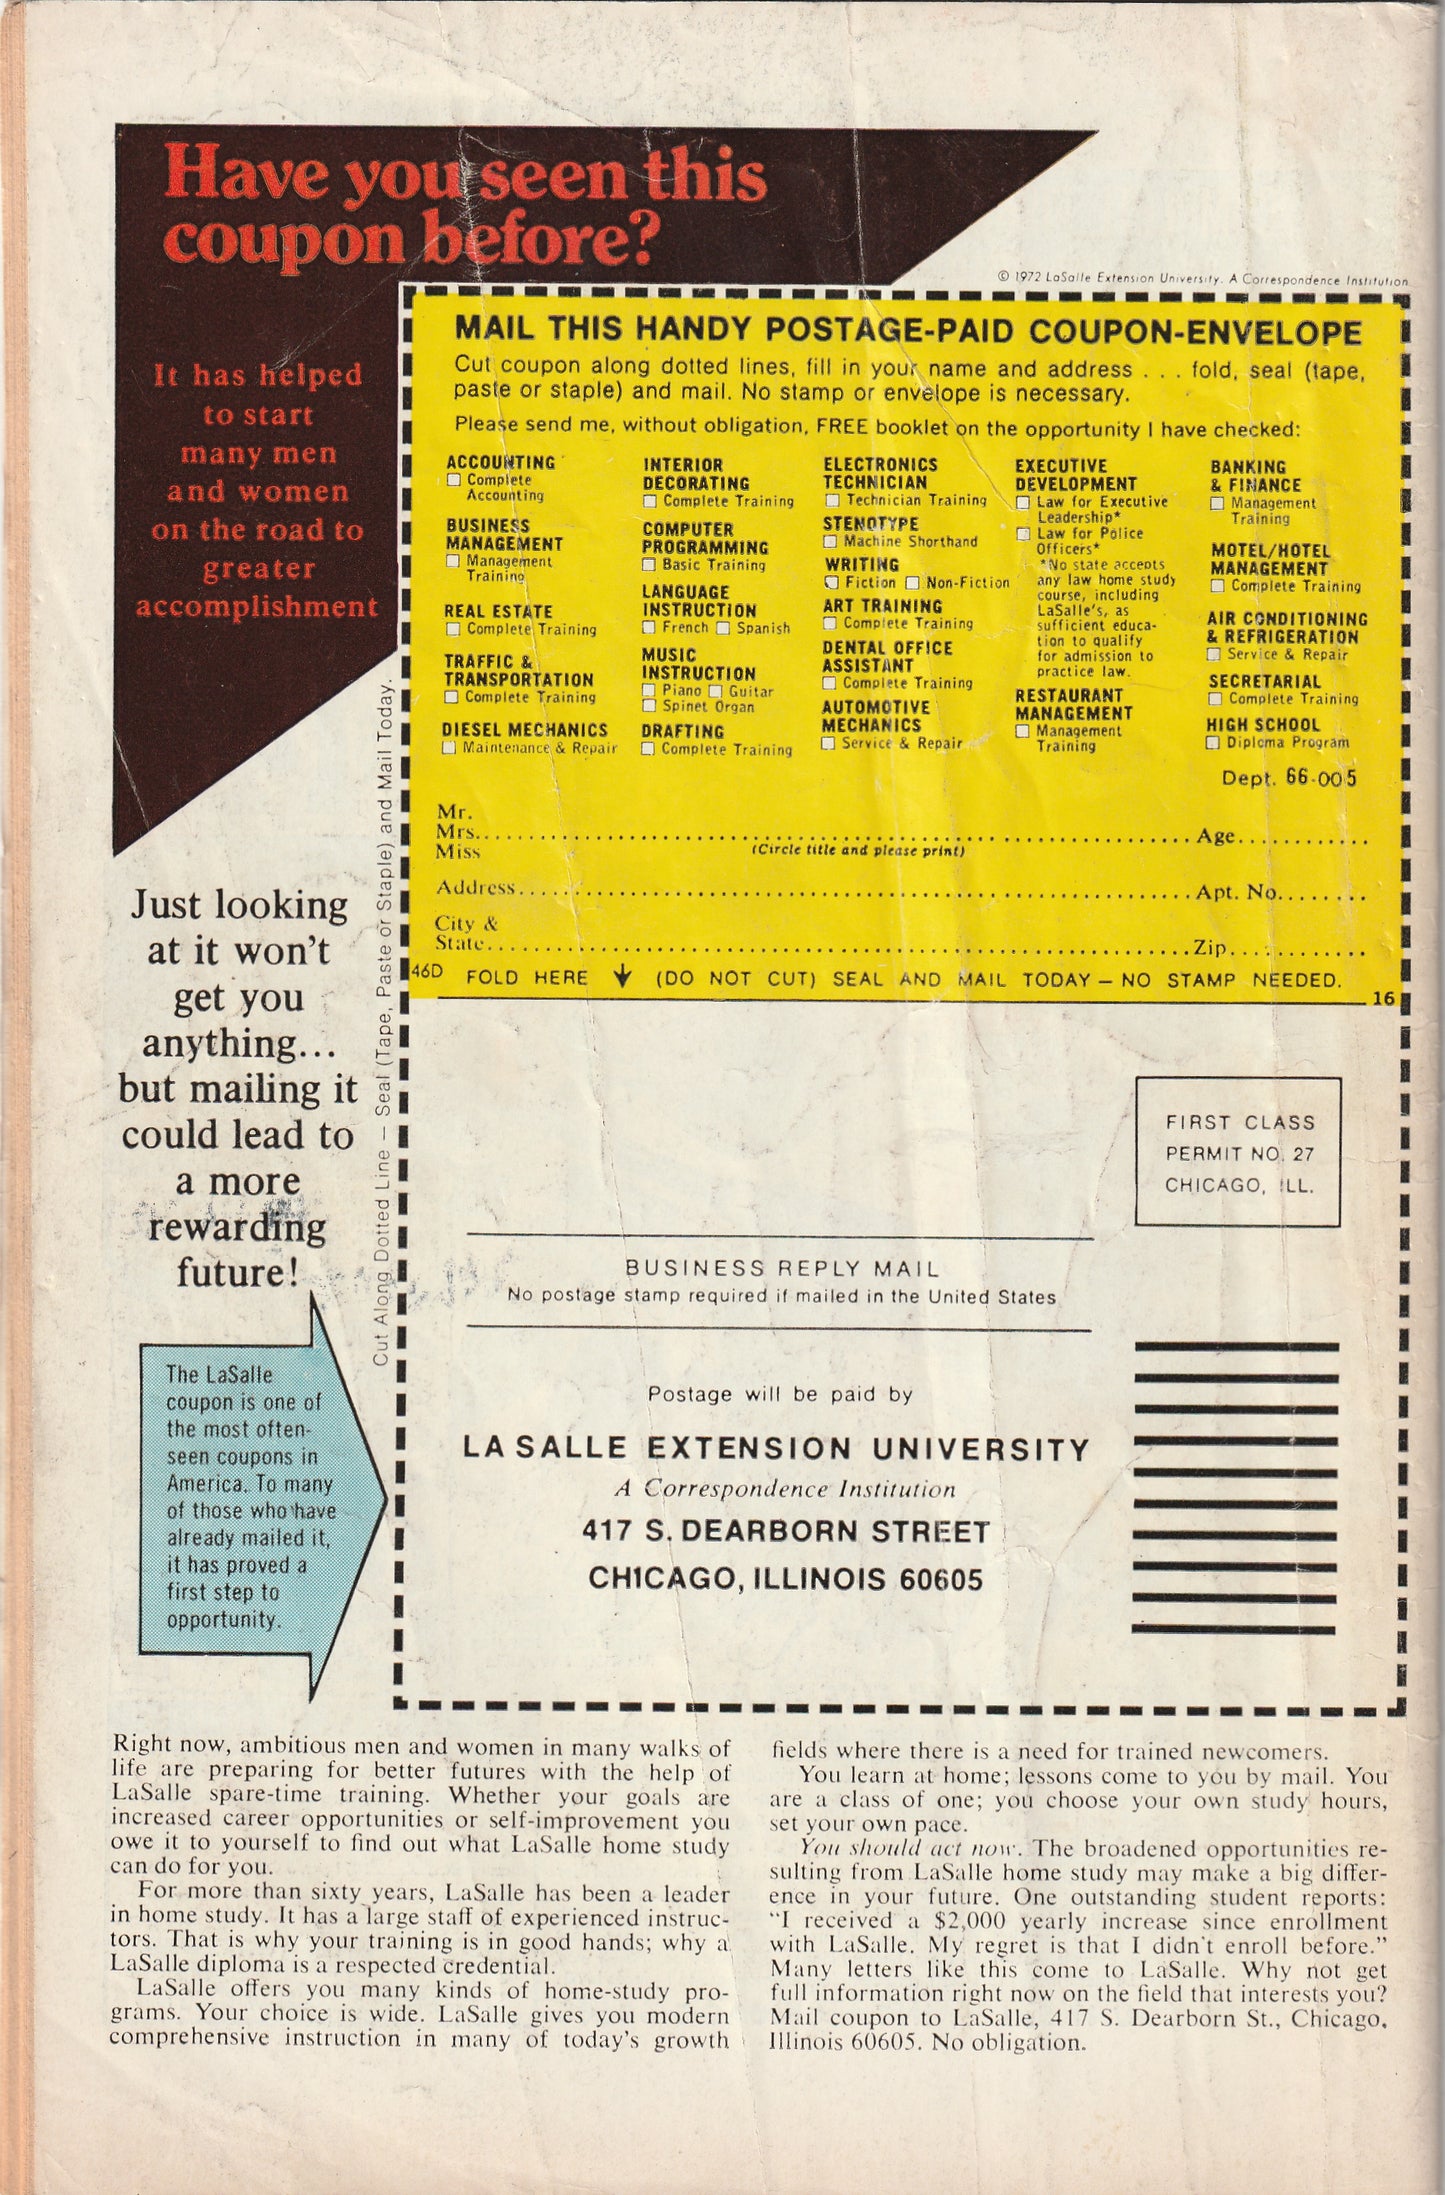 Have you seen this
coupon before?
© 1972 LaSalle Extension University. A Correspondence Institution
It has helped
to start
many men
and women
on the road to
greater
accomplishment
MAIL THIS HANDY POSTAGE-PAID COUPON-ENVELOPE
Cut coupon along dotted lines, fill in your name and address . . . fold, seal (tape,
paste or staple) and mail. No stamp or envelope is necessary.
Please send me, without obligation, FREE booklet on the opportunity I have checked:
ACCOUNTING
☐ Complete
Accounting
BUSINESS
MANAGEMENT
☐ Management
Training
REAL ESTATE
☐ Complete Training
TRAFFIC &
TRANSPORTATION
☐ Complete Training
DIESEL MECHANICS
☐ Maintenance & Repair
INTERIOR
DECORATING
☐ Complete Training
COMPUTER
PROGRAMMING
☐ Basic Training
LANGUAGE
INSTRUCTION
☐ French ☐ Spanish
MUSIC
INSTRUCTION
☐ Piano ☐ Guitar
☐ Spinet Organ
DRAFTING
☐ Complete Training
ELECTRONICS
TECHNICIAN
☐ Technician Training
STENOTYPE
☐ Machine Shorthand
WRITING
☐ Fiction ☐ Non-Fiction
ART TRAINING
☐ Complete Training
DENTAL OFFICE
ASSISTANT
☐ Complete Training
AUTOMOTIVE
MECHANICS
☐ Service & Repair
EXECUTIVE
DEVELOPMENT
☐ Law for Executive
Leadership*
☐ Law for Police
Officers*
*No state accepts
any law home study
course, including
LaSalle's, as
sufficient educa-
tion to qualify
for admission to
practice law.
RESTAURANT
MANAGEMENT
☐ Management
Training
BANKING
& FINANCE
☐ Management
Training
MOTEL/HOTEL
MANAGEMENT
☐ Complete Training
AIR CONDITIONING
& REFRIGERATION
☐ Service & Repair
SECRETARIAL
☐ Complete Training
HIGH SCHOOL
☐ Diploma Program
Dept. 66-005
Mr.
Mrs. Age
Miss (Circle title and please print)
Address Apt. No.
City &
State Zip
46D FOLD HERE ↓ (DO NOT CUT) SEAL AND MAIL TODAY – NO STAMP NEEDED.
16
Cut Along Dotted Line – Seal (Tape, Paste or Staple) and Mail Today.
Just looking
at it won't
get you
anything...
but mailing it
could lead to
a more
rewarding
future!
The LaSalle
coupon is one of
the most often-
seen coupons in
America. To many
of those who have
already mailed it,
it has proved a
first step to
opportunity.
FIRST CLASS
PERMIT NO. 27
CHICAGO, ILL.
BUSINESS REPLY MAIL
No postage stamp required if mailed in the United States
Postage will be paid by
LA SALLE EXTENSION UNIVERSITY
A Correspondence Institution
417 S. DEARBORN STREET
CHICAGO, ILLINOIS 60605
Right now, ambitious men and women in many walks of
life are preparing for better futures with the help of
LaSalle spare-time training. Whether your goals are
increased career opportunities or self-improvement you
owe it to yourself to find out what LaSalle home study
can do for you.
For more than sixty years, LaSalle has been a leader
in home study. It has a large staff of experienced instruc-
tors. That is why your training is in good hands; why a
LaSalle diploma is a respected credential.
LaSalle offers you many kinds of home-study pro-
grams. Your choice is wide. LaSalle gives you modern
comprehensive instruction in many of today's growth
fields where there is a need for trained newcomers.
You learn at home; lessons come to you by mail. You
are a class of one; you choose your own study hours,
set your own pace.
You should act now. The broadened opportunities re-
sulting from LaSalle home study may make a big differ-
ence in your future. One outstanding student reports:
"I received a $2,000 yearly increase since enrollment
with LaSalle. My regret is that I didn't enroll before."
Many letters like this come to LaSalle. Why not get
full information right now on the field that interests you?
Mail coupon to LaSalle, 417 S. Dearborn St., Chicago,
Illinois 60605. No obligation.